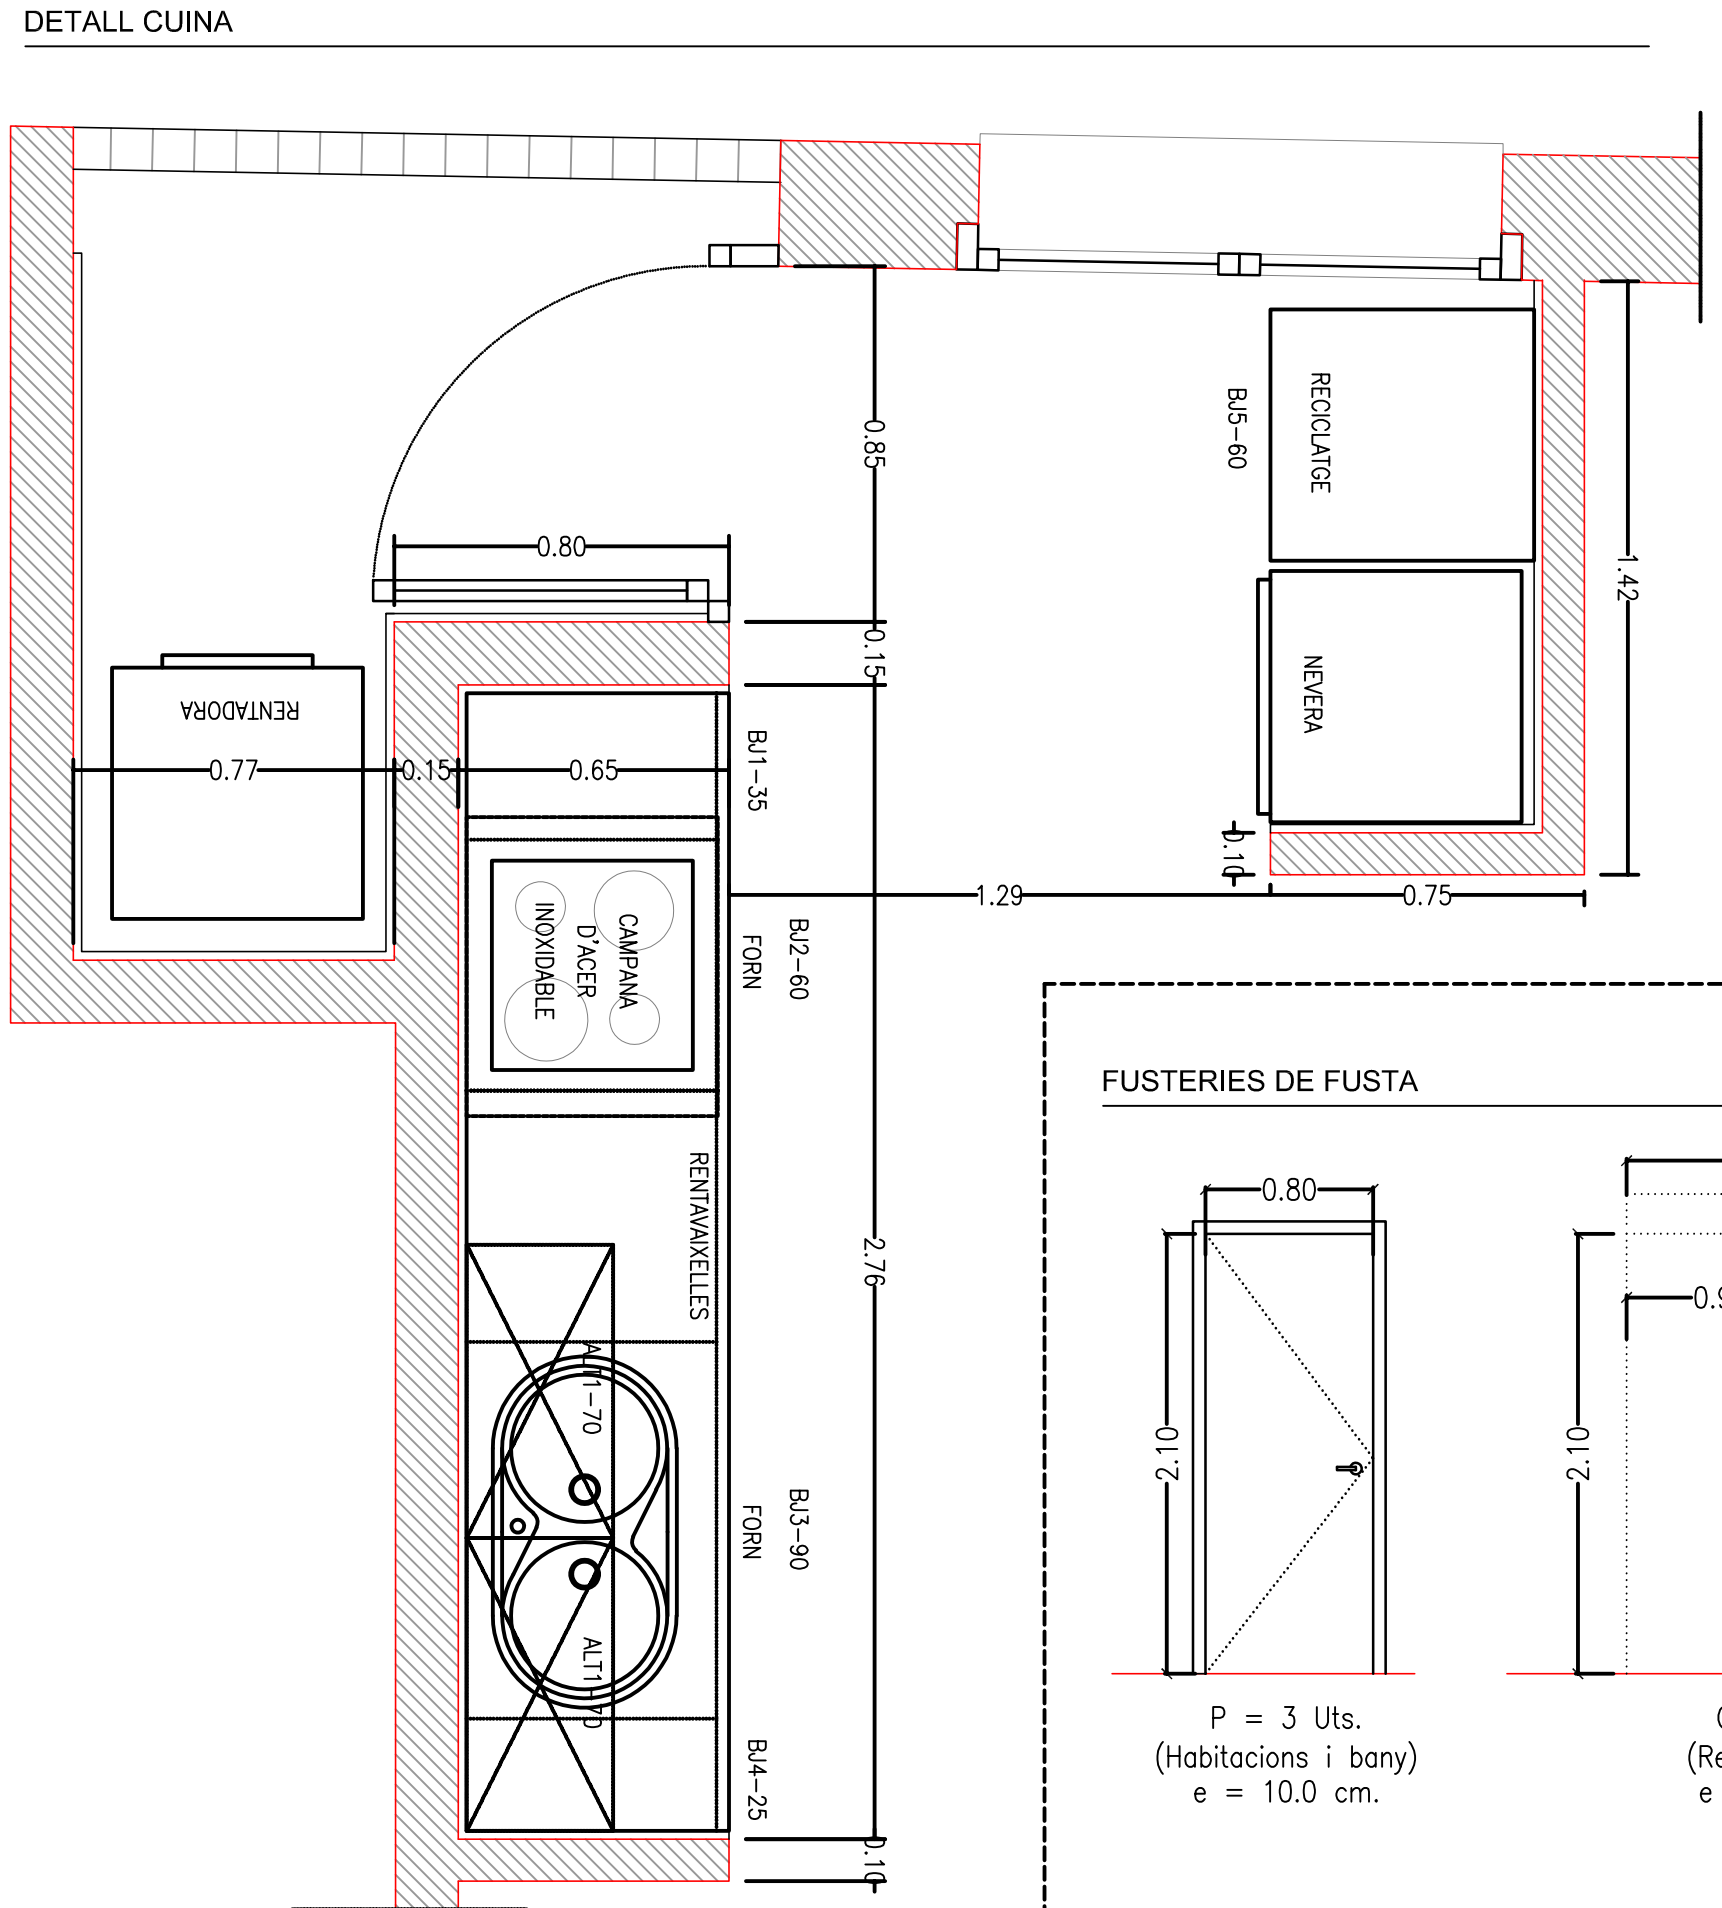 DETALL CUINA
0.85
RECICLATGE
BJ5-60
1.42
0.80
0.15
NEVERA
RENTADORA
0.77
0.15
0.65
BJ1-35
0.10
1.29
0.75
CAMPANA
D'ACER
INOXIDABLE
BJ2-60
FORN
FUSTERIES DE FUSTA
RENTAVAIXELLES
0.80
2.76
ALT1-70
2.10
2.10
BJ3-90
FORN
ALT1-70
BJ4-25
0.10
P = 3 Uts.
(Habitacions i bany)
e = 10.0 cm.
(Re
e